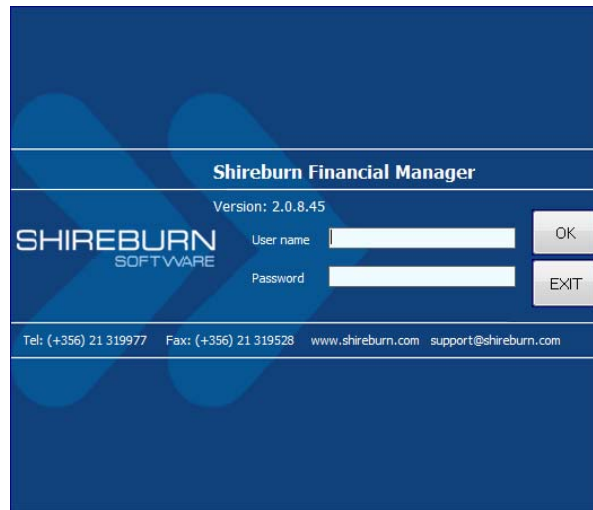 Shireburn Financial Manager
Version: 2.0.8.45
SHIREBURN
SOFTWARE
User name
OK
Password
EXIT
Tel: (+356) 21 319977 Fax: (+356) 21 319528 www.shireburn.com support@shireburn.com